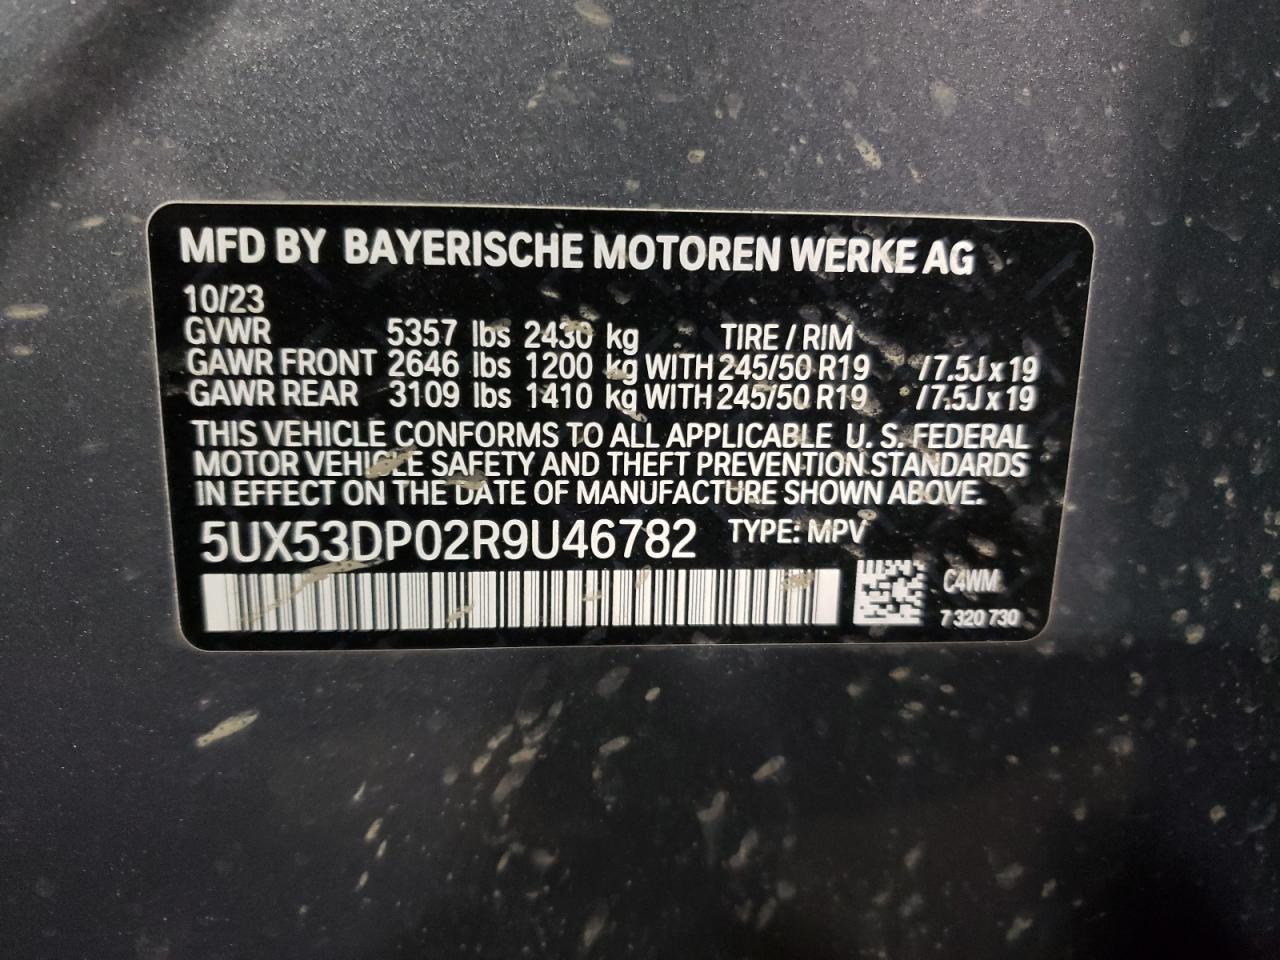 MFD BY BAYERISCHE MOTOREN WERKE AG
10/23
GVWR 5357 lbs 2430 kg TIRE / RIM
GAWR FRONT 2646 lbs 1200 kg WITH 245/50 R19 / 7.5J x 19
GAWR REAR 3109 lbs 1410 kg WITH 245/50 R19 / 7.5J x 19
THIS VEHICLE CONFORMS TO ALL APPLICABLE U. S. FEDERAL
MOTOR VEHICLE SAFETY AND THEFT PREVENTION STANDARDS
IN EFFECT ON THE DATE OF MANUFACTURE SHOWN ABOVE.
5UX53DP02R9U46782 TYPE: MPV
C4WM
7 320 730